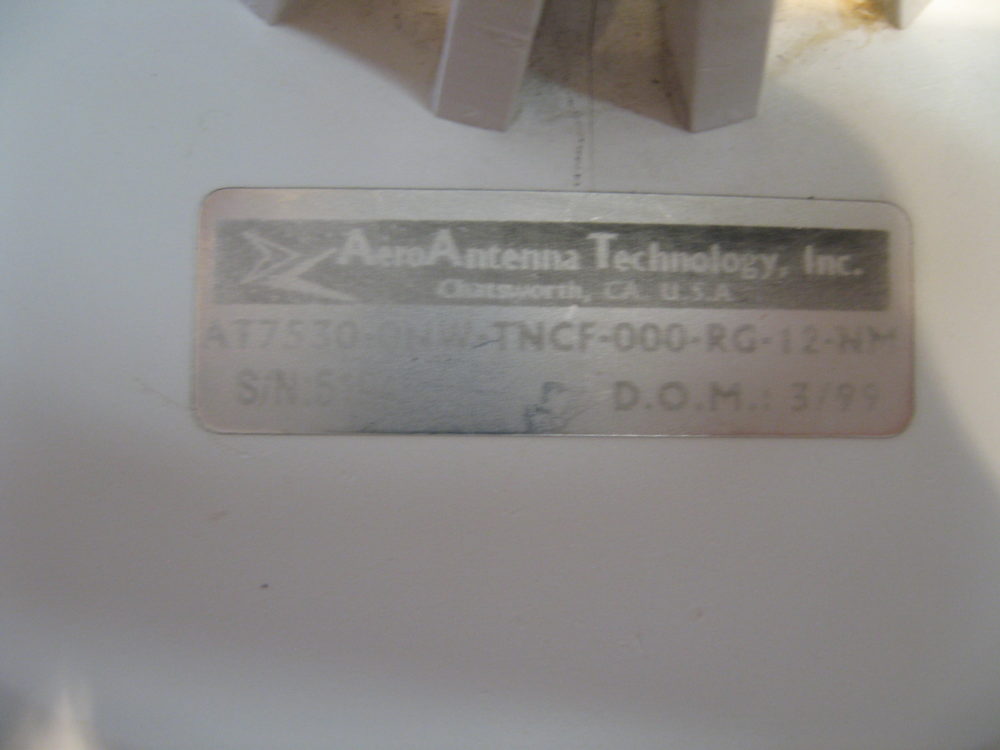 AeroAntenna Technology, Inc.
Chatsworth, CA. U.S.A.
TNCF-000-RG-12-NM
S/N. D.O.M.: 3/99